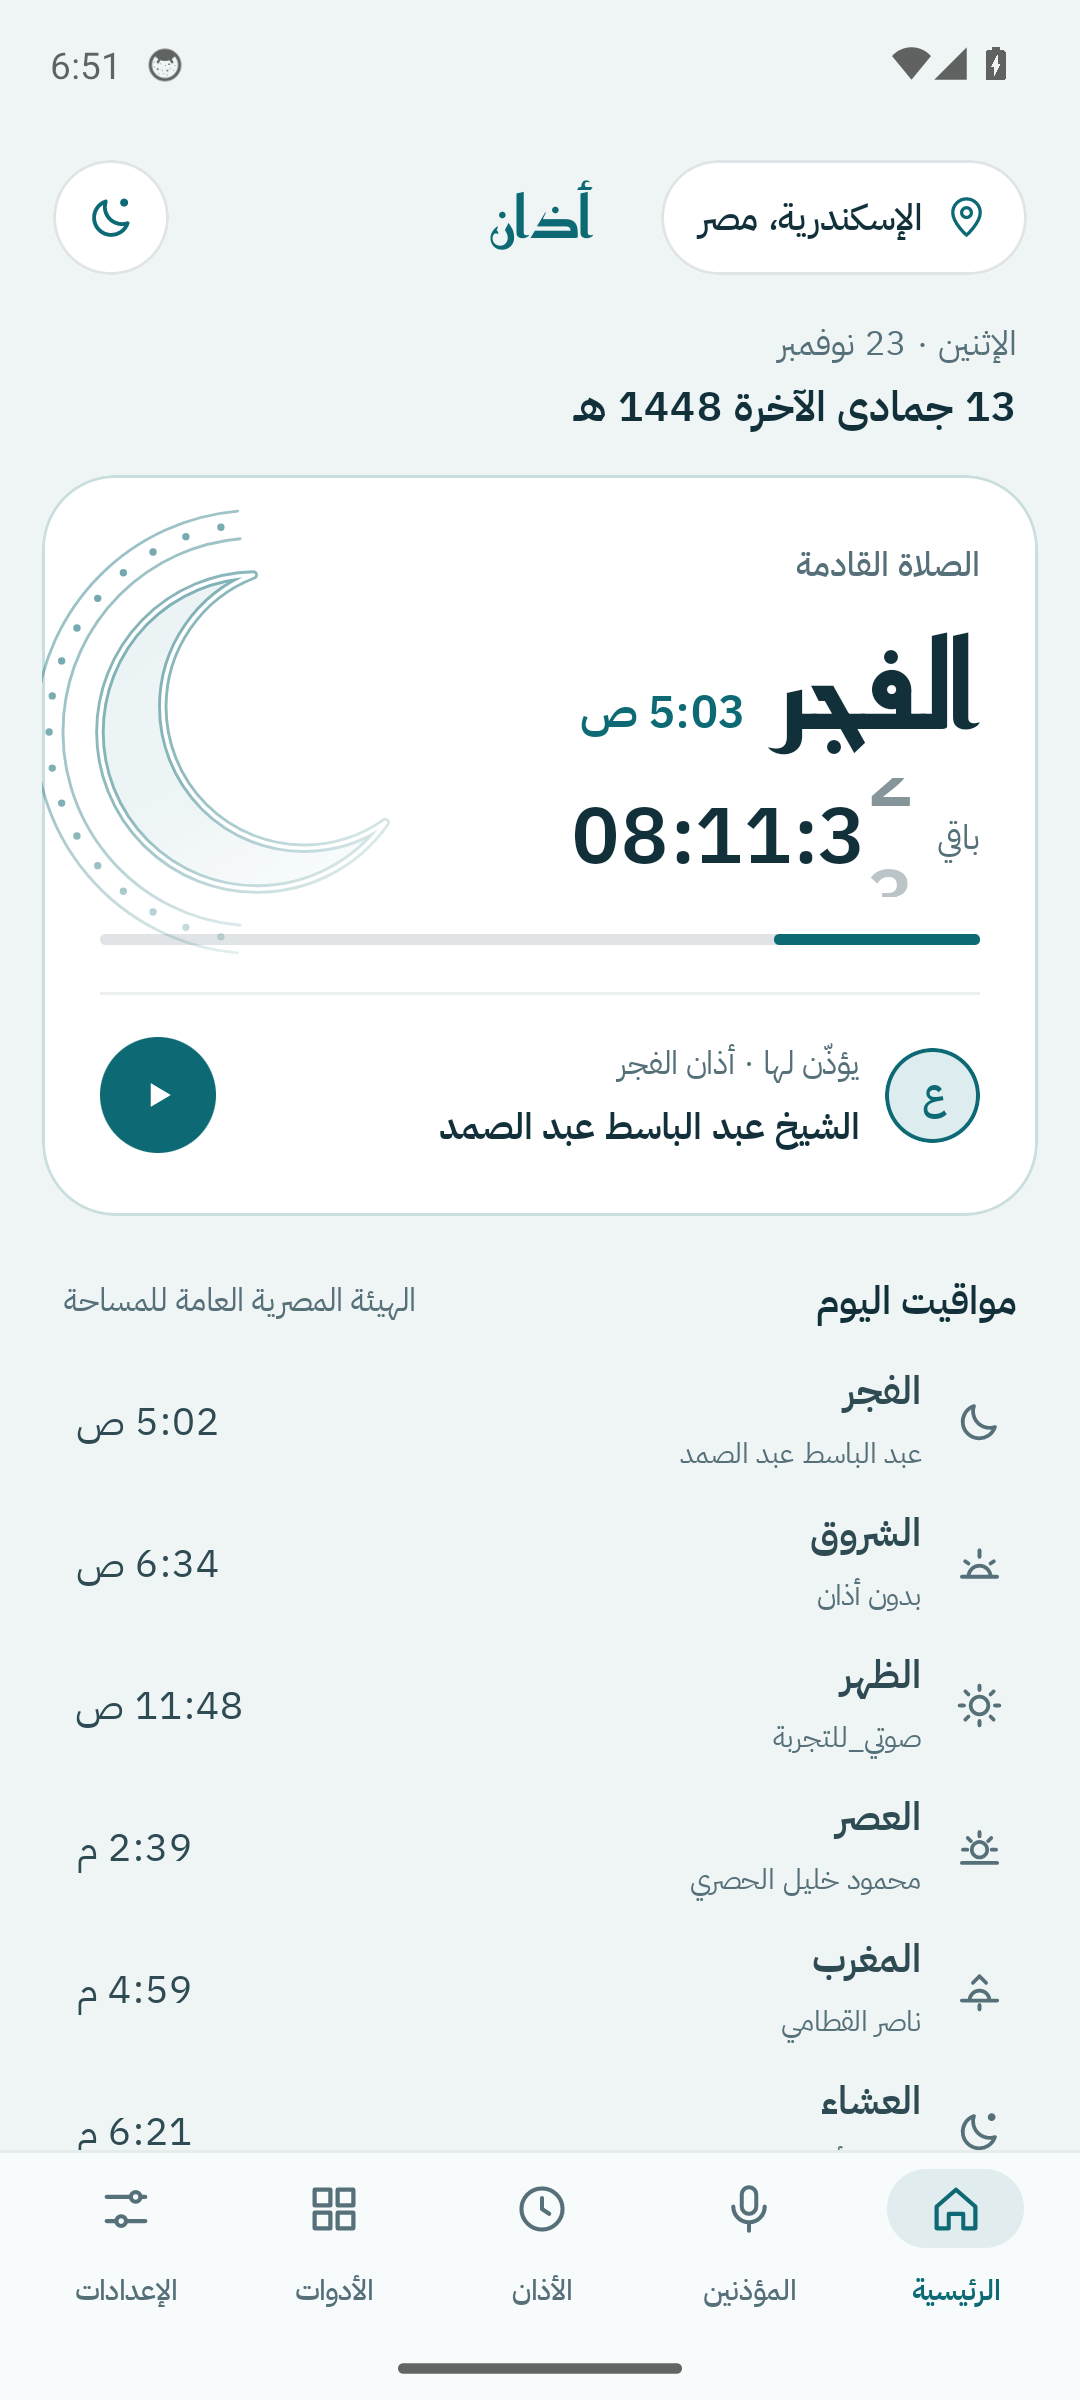 6:51
الإسكندرية، مصر
أذان
الإثنين · 23 نوفمبر
13 جمادى الآخرة 1448 هـ
الصلاة القادمة
الفجر 5:03 ص
باقي 08:11:3
يؤذّن لها · أذان الفجر
ع
الشيخ عبد الباسط عبد الصمد
مواقيت اليوم
الهيئة المصرية العامة للمساحة
الفجر
عبد الباسط عبد الصمد
5:02 ص
الشروق
بدون أذان
6:34 ص
الظهر
صوتي_للتجربة
11:48 ص
العصر
محمود خليل الحصري
2:39 م
المغرب
ناصر القطامي
4:59 م
العشاء
6:21 م
الرئيسية
المؤذنين
الأذان
الأدوات
الإعدادات